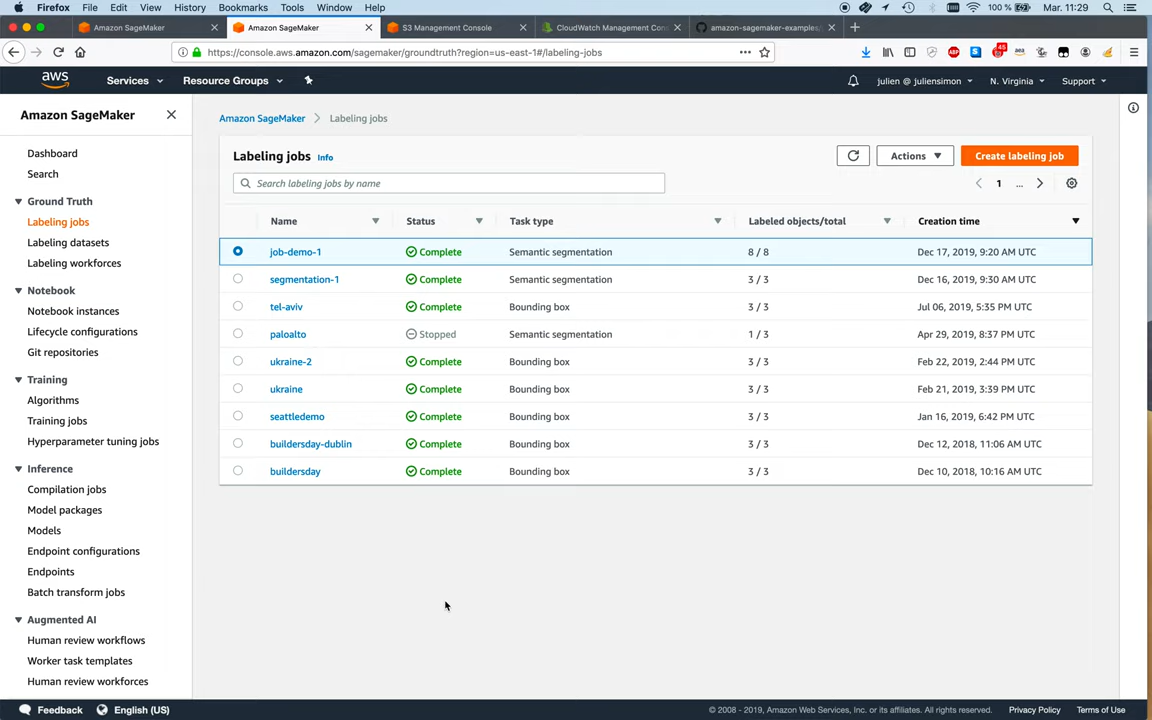 Firefox File Edit View History Bookmarks Tools Window Help 100 % Mar. 11:29
Amazon SageMaker Amazon SageMaker S3 Management Console CloudWatch Management Con amazon-sagemaker-examples/
https://console.aws.amazon.com/sagemaker/groundtruth?region=us-east-1#/labeling-jobs
aws Services Resource Groups julien @ juliensimon N. Virginia Support
Amazon SageMaker
Dashboard
Search
Ground Truth
Labeling jobs
Labeling datasets
Labeling workforces
Notebook
Notebook instances
Lifecycle configurations
Git repositories
Training
Algorithms
Training jobs
Hyperparameter tuning jobs
Inference
Compilation jobs
Model packages
Models
Endpoint configurations
Endpoints
Batch transform jobs
Augmented AI
Human review workflows
Worker task templates
Human review workforces
Amazon SageMaker Labeling jobs
Labeling jobs Info Actions Create labeling job
Search labeling jobs by name 1 ...
Name Status Task type Labeled objects/total Creation time
job-demo-1 Complete Semantic segmentation 8 / 8 Dec 17, 2019, 9:20 AM UTC
segmentation-1 Complete Semantic segmentation 3 / 3 Dec 16, 2019, 9:30 AM UTC
tel-aviv Complete Bounding box 3 / 3 Jul 06, 2019, 5:35 PM UTC
paloalto Stopped Semantic segmentation 1 / 3 Apr 29, 2019, 8:37 PM UTC
ukraine-2 Complete Bounding box 3 / 3 Feb 22, 2019, 2:44 PM UTC
ukraine Complete Bounding box 3 / 3 Feb 21, 2019, 3:39 PM UTC
seattledemo Complete Bounding box 3 / 3 Jan 16, 2019, 6:42 PM UTC
buildersday-dublin Complete Bounding box 3 / 3 Dec 12, 2018, 11:06 AM UTC
buildersday Complete Bounding box 3 / 3 Dec 10, 2018, 10:16 AM UTC
Feedback English (US) © 2008 - 2019, Amazon Web Services, Inc. or its affiliates. All rights reserved. Privacy Policy Terms of Use